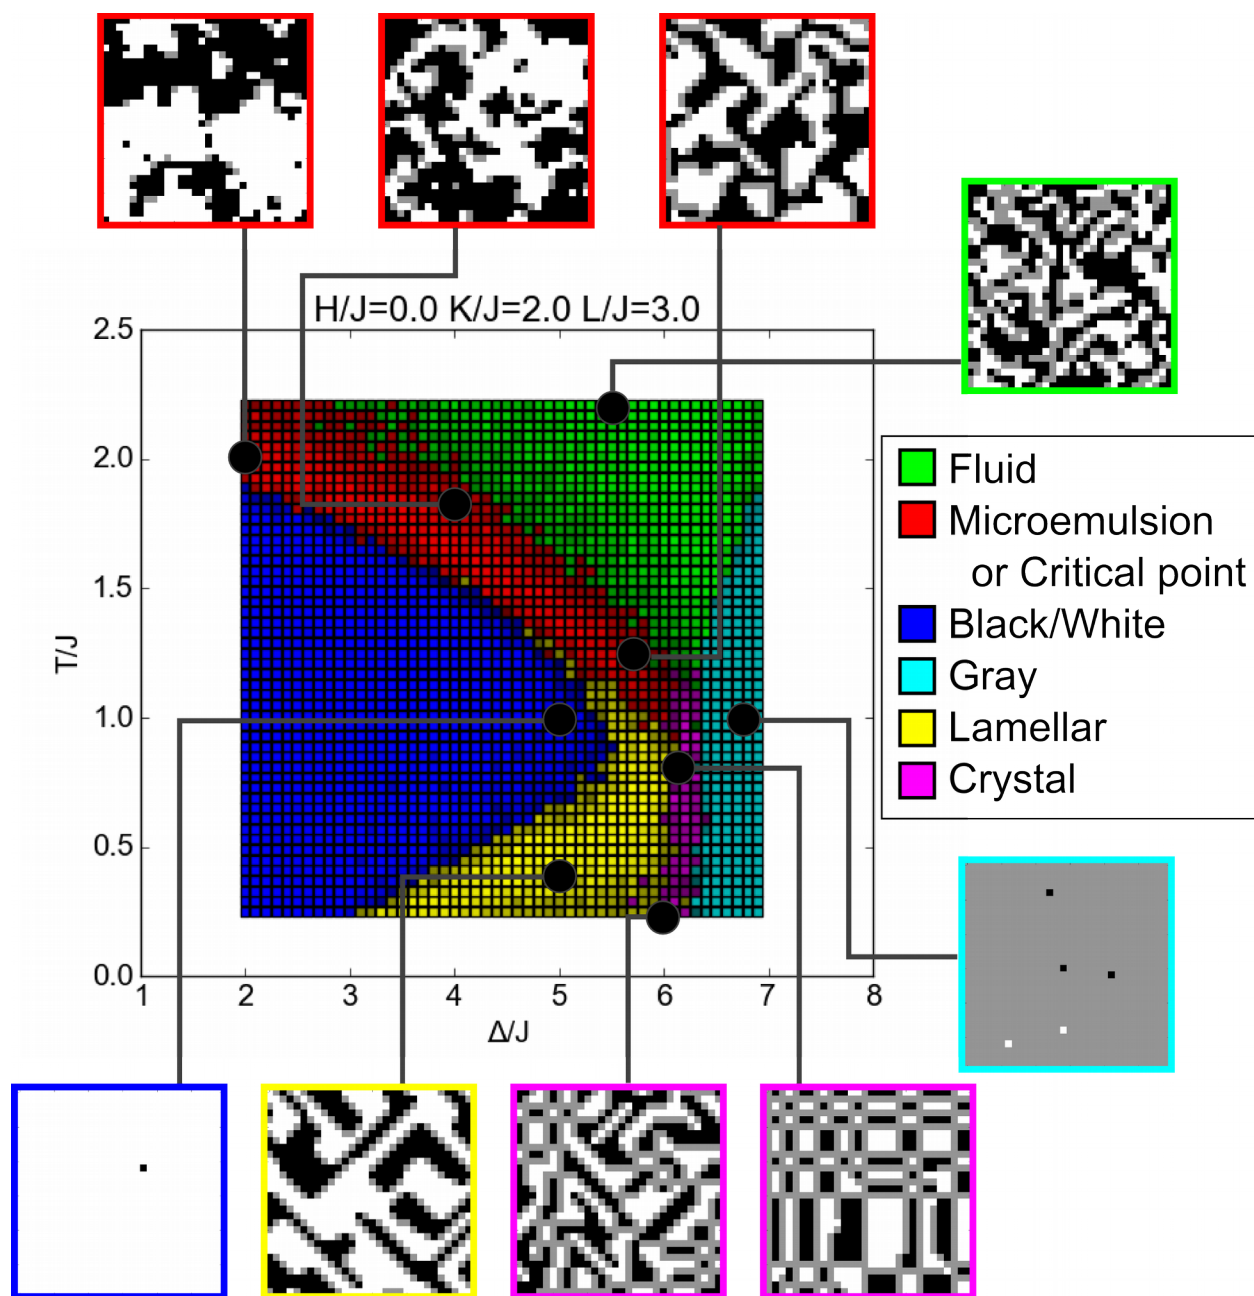 H/J=0.0 K/J=2.0 L/J=3.0
2.5
2.0
1.5
1.0
0.5
0.0
T/J
1 2 3 4 5 6 7 8
Δ/J
Fluid
Microemulsion
or Critical point
Black/White
Gray
Lamellar
Crystal